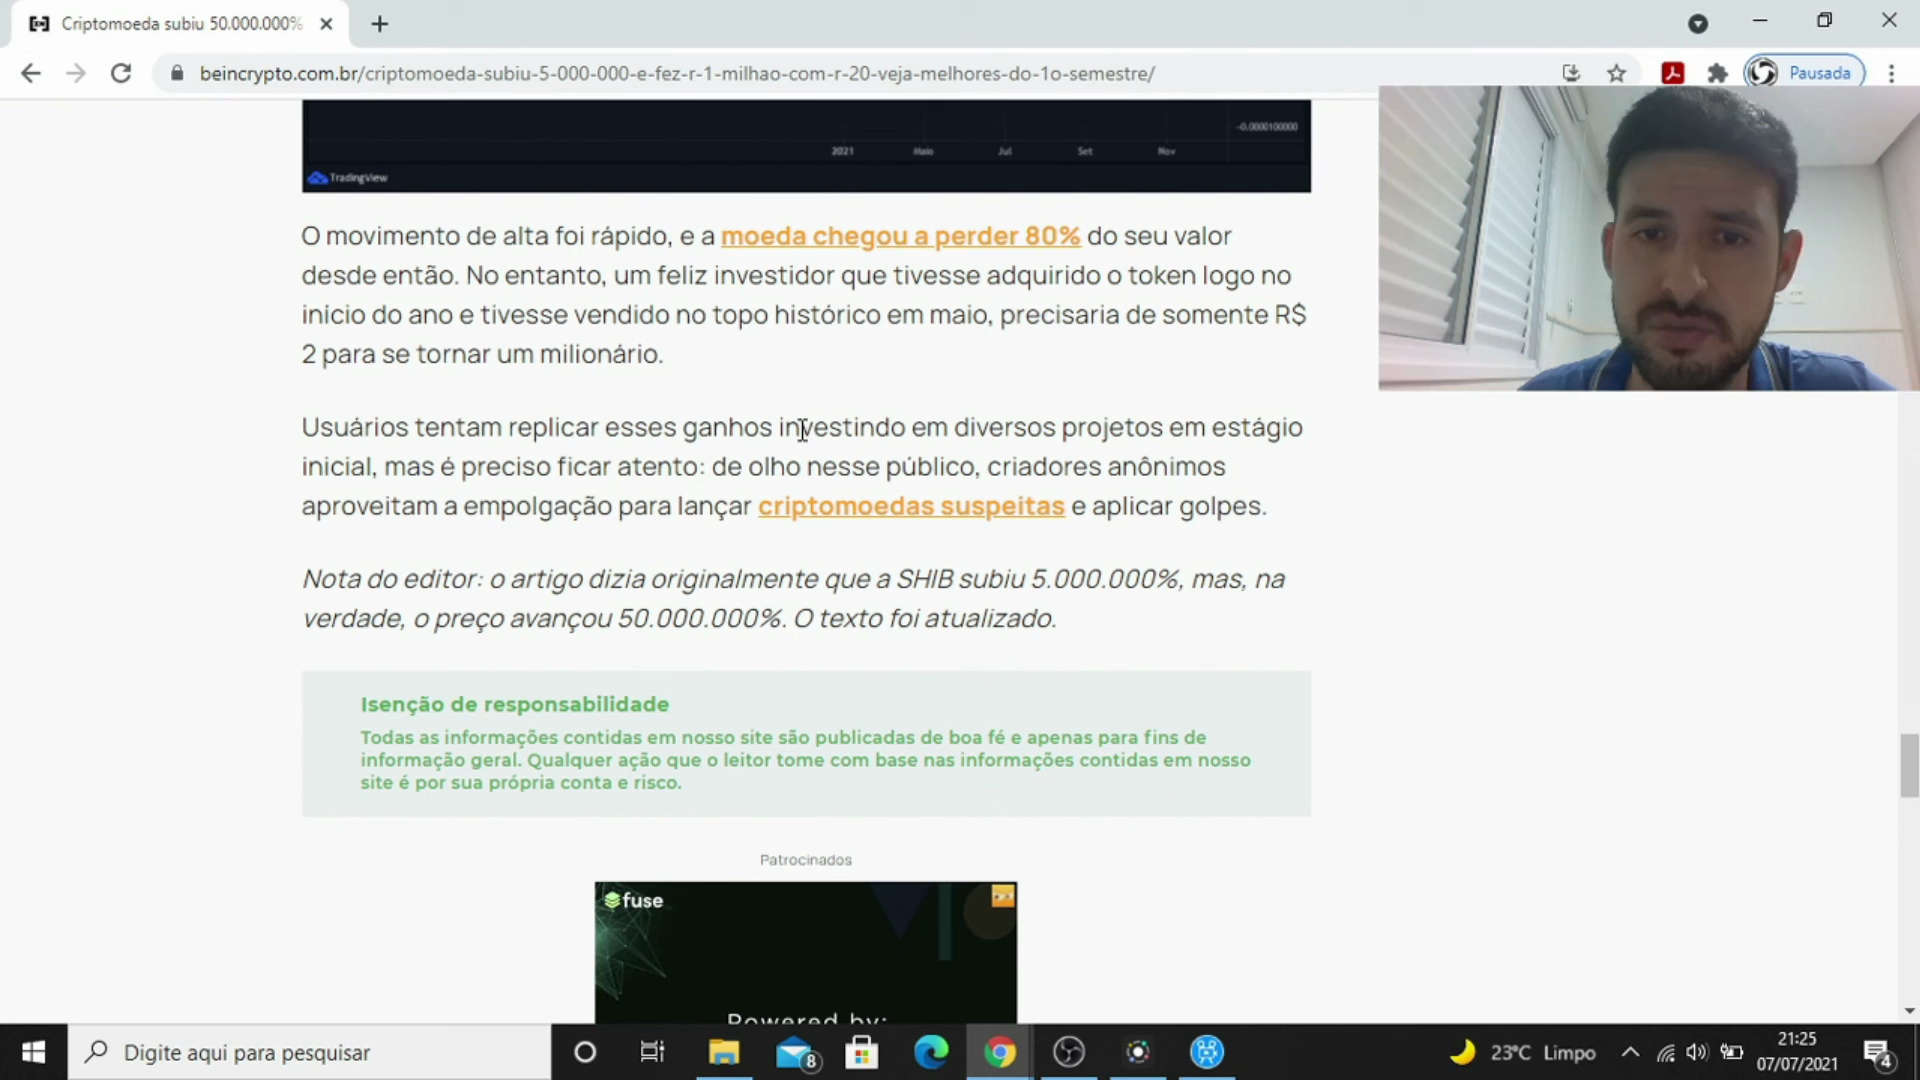 Criptomoeda subiu 50.000.000%
beincrypto.com.br/criptomoeda-subiu-5-000-000-e-fez-r-1-milhao-com-r-20-veja-melhores-do-1o-semestre/
Pausada
-0.0000100000
2021 Maio Jul Set Nov
TradingView
O movimento de alta foi rápido, e a moeda chegou a perder 80% do seu valor
desde então. No entanto, um feliz investidor que tivesse adquirido o token logo no
início do ano e tivesse vendido no topo histórico em maio, precisaria de somente R$
2 para se tornar um milionário.
Usuários tentam replicar esses ganhos investindo em diversos projetos em estágio
inicial, mas é preciso ficar atento: de olho nesse público, criadores anônimos
aproveitam a empolgação para lançar criptomoedas suspeitas e aplicar golpes.
Nota do editor: o artigo dizia originalmente que a SHIB subiu 5.000.000%, mas, na
verdade, o preço avançou 50.000.000%. O texto foi atualizado.
Isenção de responsabilidade
Todas as informações contidas em nosso site são publicadas de boa fé e apenas para fins de
informação geral. Qualquer ação que o leitor tome com base nas informações contidas em nosso
site é por sua própria conta e risco.
Patrocinados
fuse
Powered by:
Digite aqui para pesquisar
8
23°C Limpo
21:25
07/07/2021
4